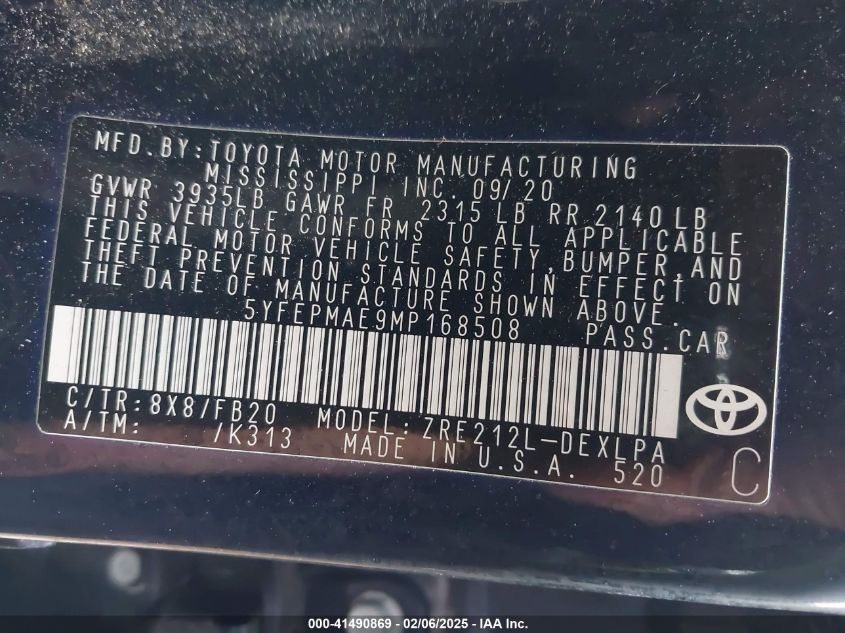 MFD.BY:TOYOTA MOTOR MANUFACTURING
MISSISSIPPI INC. 09/20
GVWR 3935LB GAWR FR 2315 LB RR 2140 LB
THIS VEHICLE CONFORMS TO ALL APPLICABLE
FEDERAL MOTOR VEHICLE SAFETY,BUMPER,AND
THEFT PREVENTION STANDARDS IN EFFECT ON
THE DATE OF MANUFACTURE SHOWN ABOVE.
5YFEPMAE9MP168508 PASS.CAR
C/TR:8X8/FB20 MODEL:ZRE212L-DEXLPA
A/TM: /K313 MADE IN U.S.A. 520
C
000-41490869 - 02/06/2025 - IAA Inc.